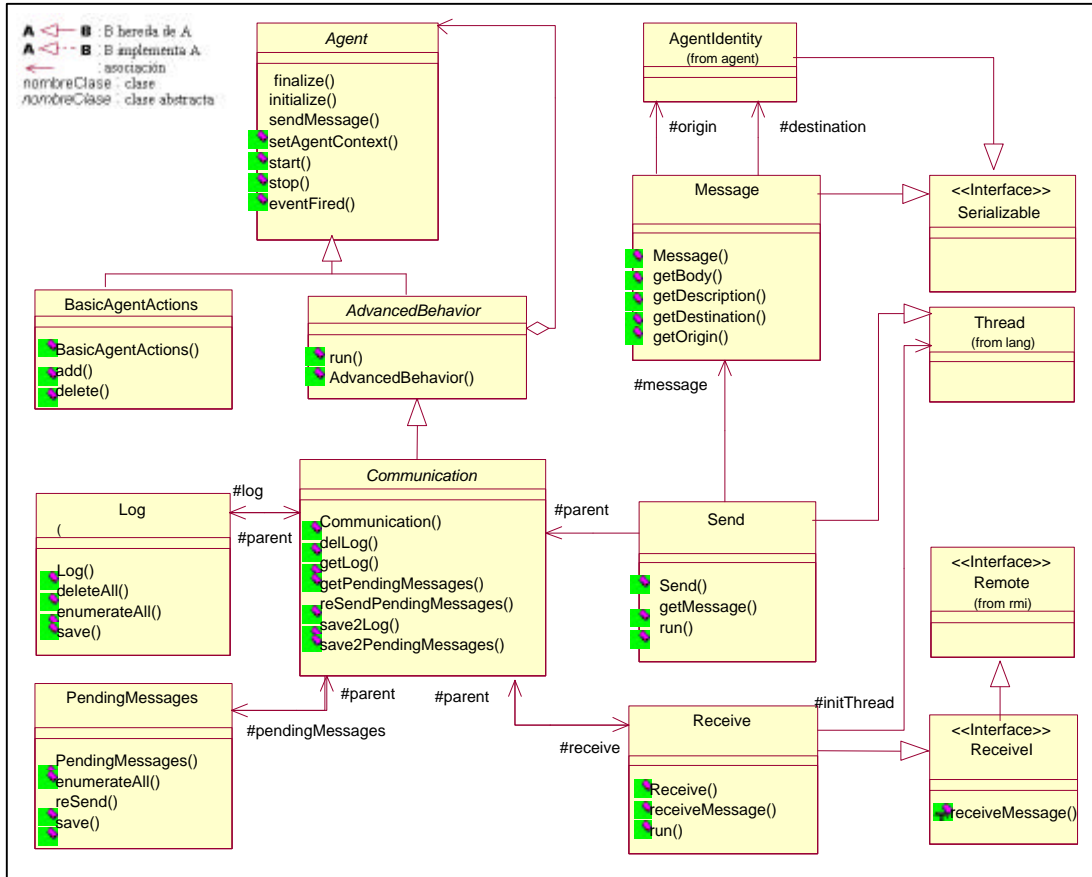 A B : B hereda de A
A B : B implementa A
: asociación
nombreClase : clase
nombreClase : clase abstracta
Agent
finalize()
initialize()
sendMessage()
setAgentContext()
start()
stop()
eventFired()
AgentIdentity
(from agent)
#origin
#destination
Message
Message()
getBody()
getDescription()
getDestination()
getOrigin()
<<Interface>>
Serializable
BasicAgentActions
BasicAgentActions()
add()
delete()
AdvancedBehavior
run()
AdvancedBehavior()
Thread
(from lang)
#message
Communication
Communication()
delLog()
getLog()
getPendingMessages()
reSendPendingMessages()
save2Log()
save2PendingMessages()
#log
#parent
Log
(
Log()
deleteAll()
enumerateAll()
save()
#parent
Send
Send()
getMessage()
run()
<<Interface>>
Remote
(from rmi)
PendingMessages
PendingMessages()
enumerateAll()
reSend()
save()
#parent
#pendingMessages
#parent
#receive
#initThread
Receive
Receive()
receiveMessage()
run()
<<Interface>>
ReceiveI
receiveMessage()